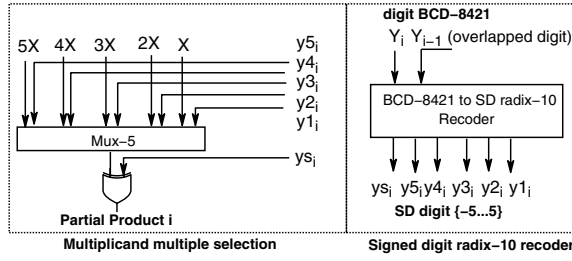 5X 4X 3X 2X X
y5i
y4i
y3i
y2i
y1i
Mux-5
ysi
Partial Product i
Multiplicand multiple selection
digit BCD-8421
Yi Yi-1 (overlapped digit)
BCD-8421 to SD radix-10
Recoder
ysi y5i y4i y3i y2i y1i
SD digit {-5...5}
Signed digit radix-10 recoder